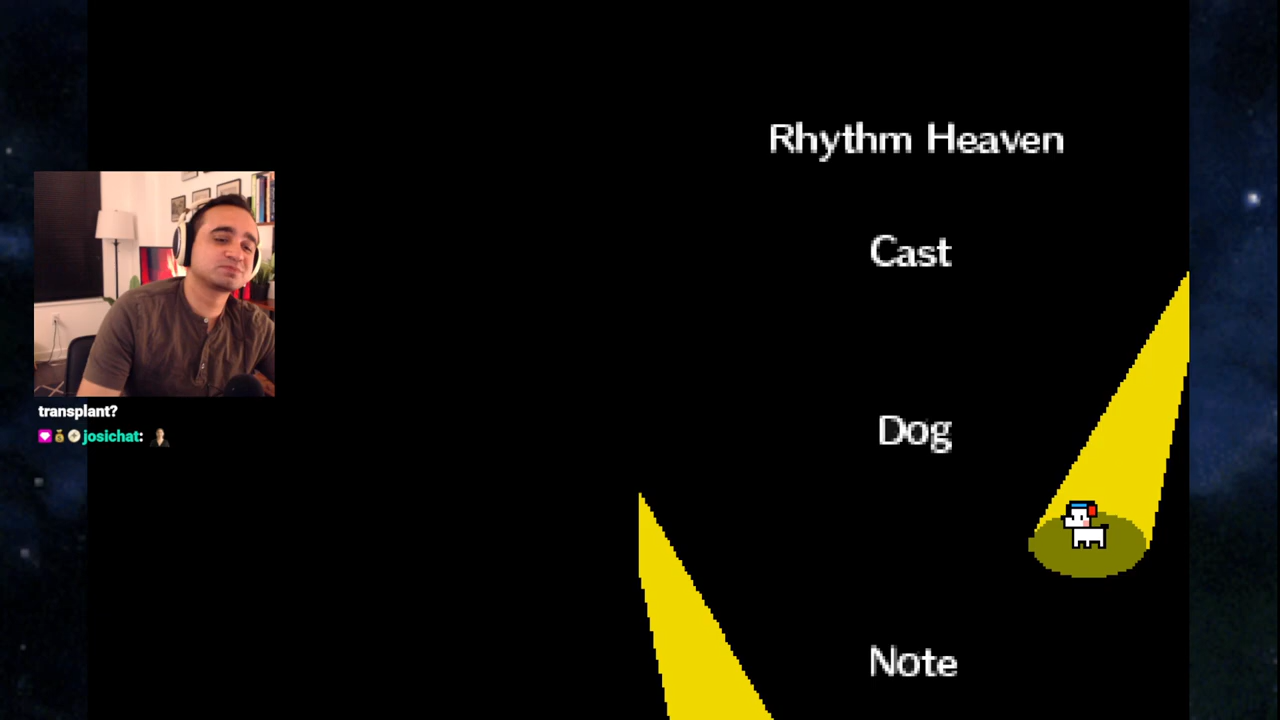 Rhythm Heaven
Cast
transplant?
josichat:
Dog
Note